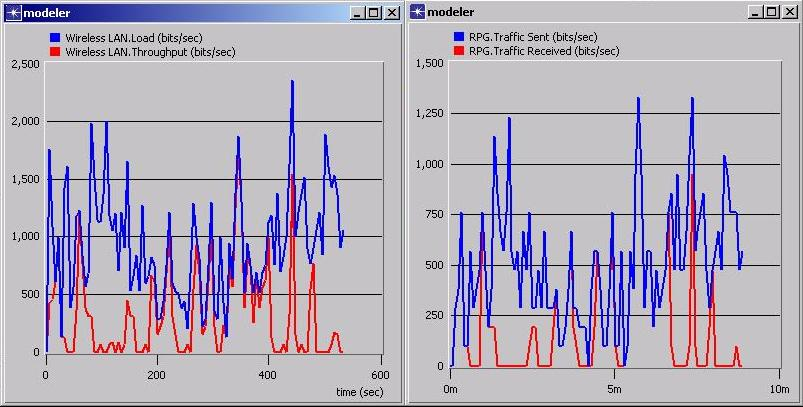 modeler
Wireless LAN.Load (bits/sec)
Wireless LAN.Throughput (bits/sec)
2,500
2,000
1,500
1,000
500
0
0
200
400
600
time (sec)
modeler
RPG.Traffic Sent (bits/sec)
RPG.Traffic Received (bits/sec)
1,500
1,250
1,000
750
500
250
0
0m
5m
10m